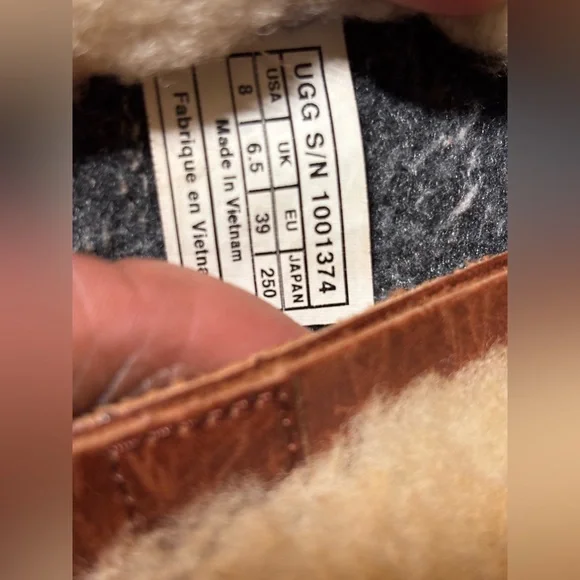 UGG S/N 1001374
USA UK EU JAPAN
8 6.5 39 250
Made In Vietnam
Fabrique en Vietna